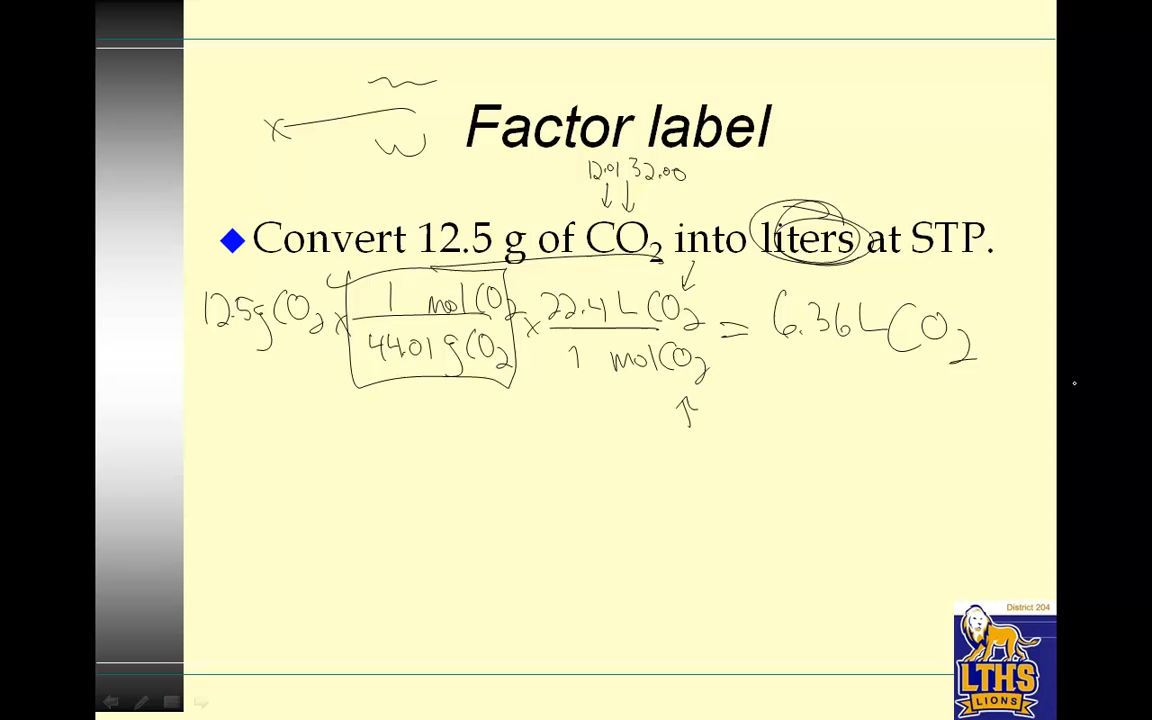 Factor label
12.01 32.00
Convert 12.5 g of CO₂ into liters at STP.
12.5g CO₂ x 1 mol CO₂ x 22.4 L CO₂ = 6.36 L CO₂
44.01 g CO₂ 1 mol CO₂
District 204
LTHS
LIONS